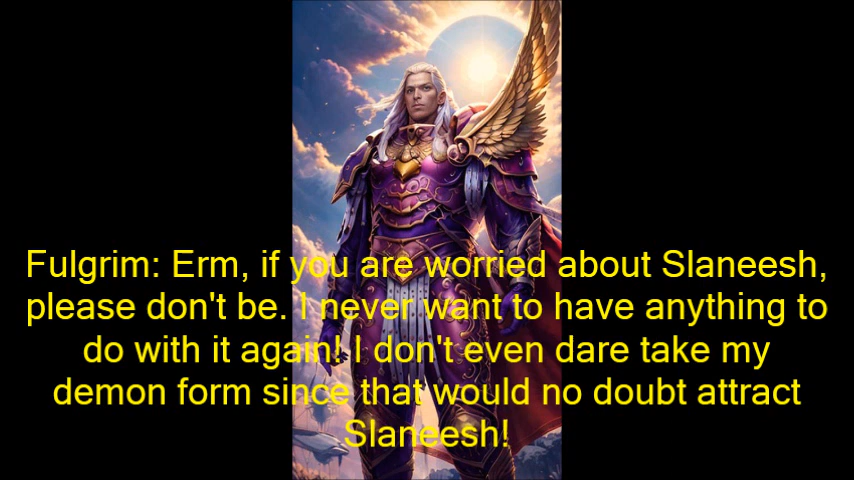 Fulgrim: Erm, if you are worried about Slaneesh,
please don't be. I never want to have anything to
do with it again! I don't even dare take my
demon form since that would no doubt attract
Slaneesh!